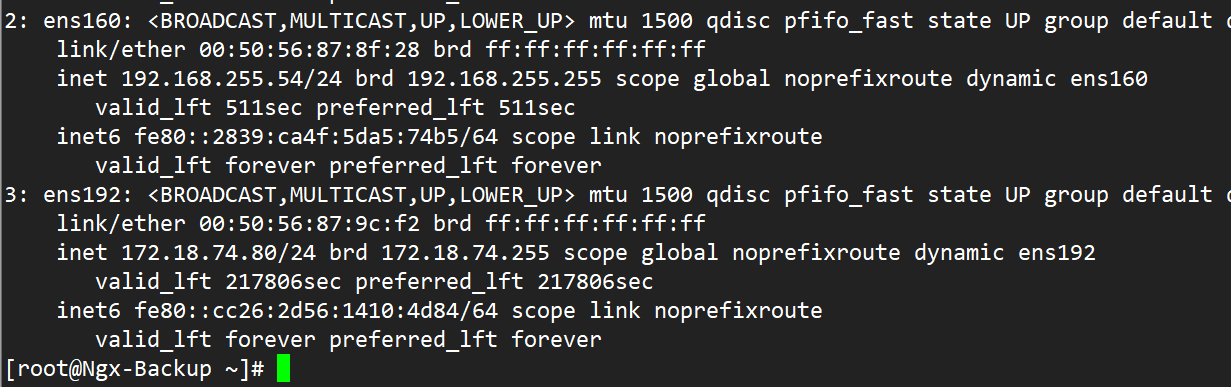 2: ens160: <BROADCAST,MULTICAST,UP,LOWER_UP> mtu 1500 qdisc pfifo_fast state UP group default
link/ether 00:50:56:87:8f:28 brd ff:ff:ff:ff:ff:ff
inet 192.168.255.54/24 brd 192.168.255.255 scope global noprefixroute dynamic ens160
valid_lft 511sec preferred_lft 511sec
inet6 fe80::2839:ca4f:5da5:74b5/64 scope link noprefixroute
valid_lft forever preferred_lft forever
3: ens192: <BROADCAST,MULTICAST,UP,LOWER_UP> mtu 1500 qdisc pfifo_fast state UP group default
link/ether 00:50:56:87:9c:f2 brd ff:ff:ff:ff:ff:ff
inet 172.18.74.80/24 brd 172.18.74.255 scope global noprefixroute dynamic ens192
valid_lft 217806sec preferred_lft 217806sec
inet6 fe80::cc26:2d56:1410:4d84/64 scope link noprefixroute
valid_lft forever preferred_lft forever
[root@Ngx-Backup ~]#